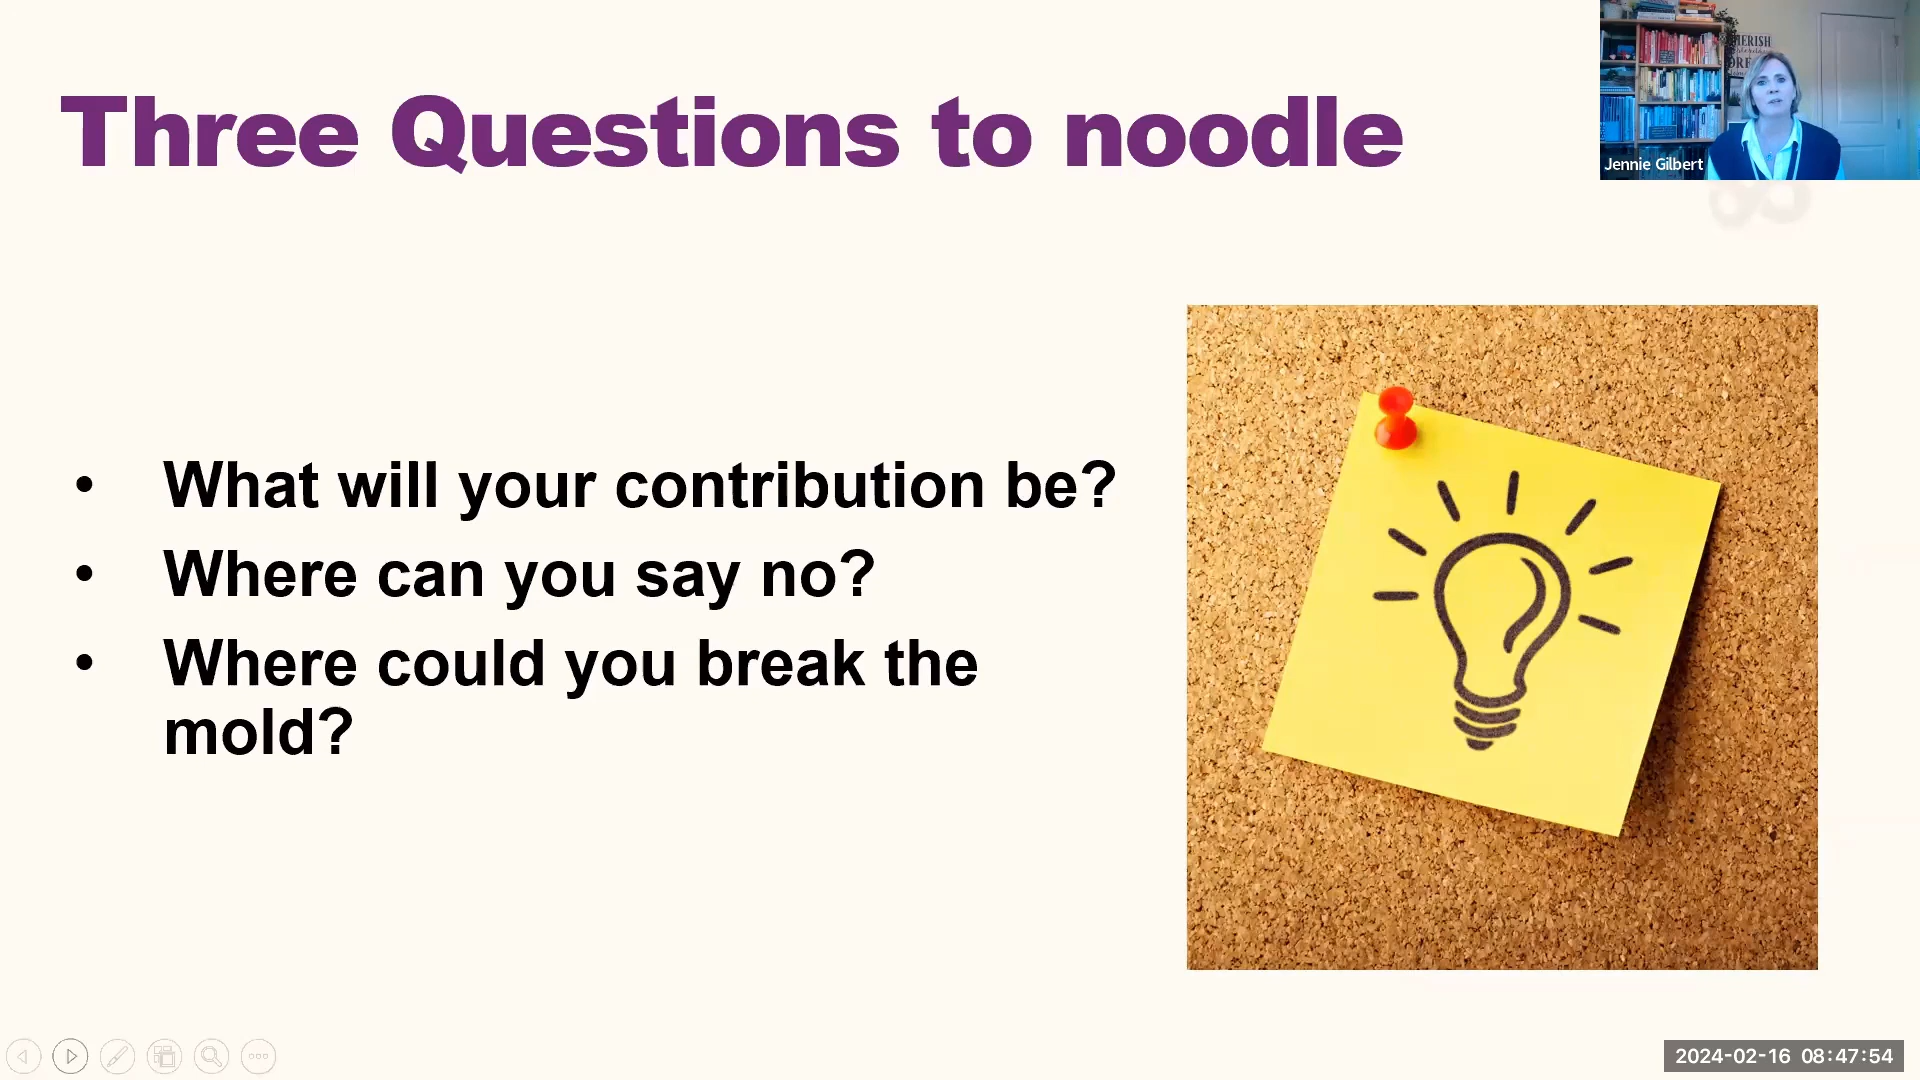 Three Questions to noodle
HERISH
Jennie Gilbert
• What will your contribution be?
• Where can you say no?
• Where could you break the
mold?
2024-02-16 08:47:54